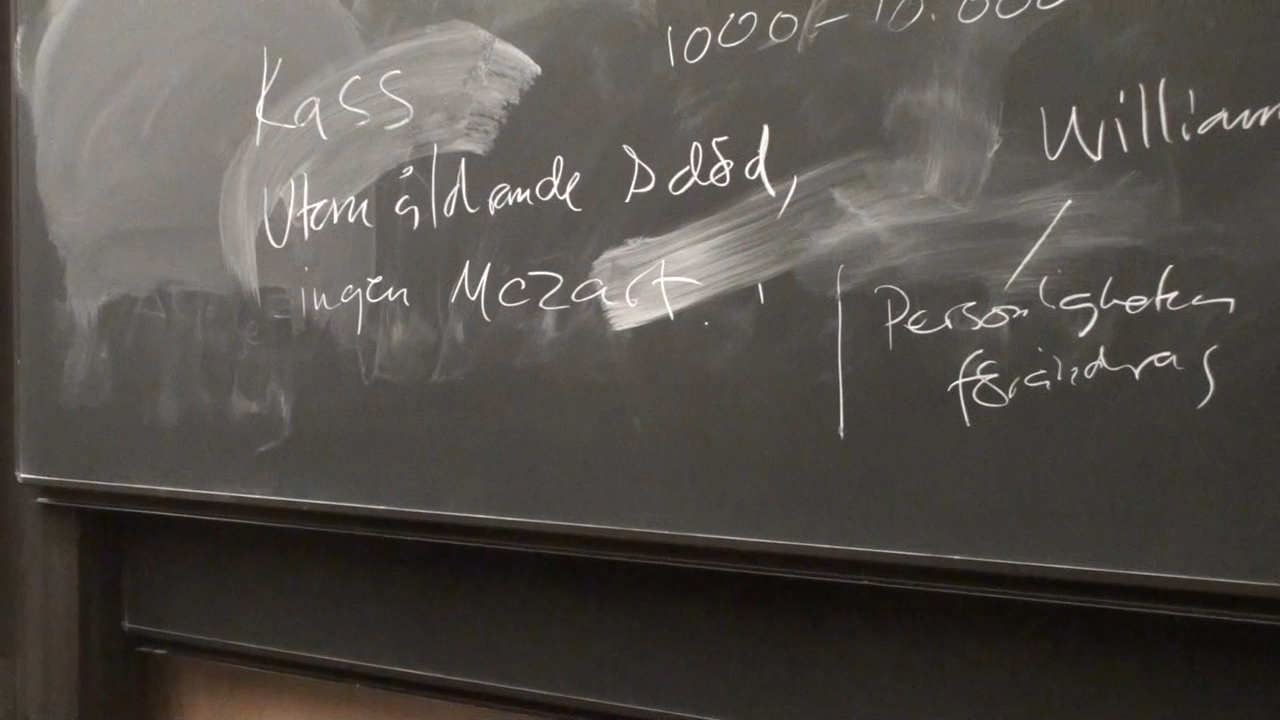 1000 – 10.000
Kass
William
Utan åldrande & död,
ingen Mozart.
Personligheten
förändras